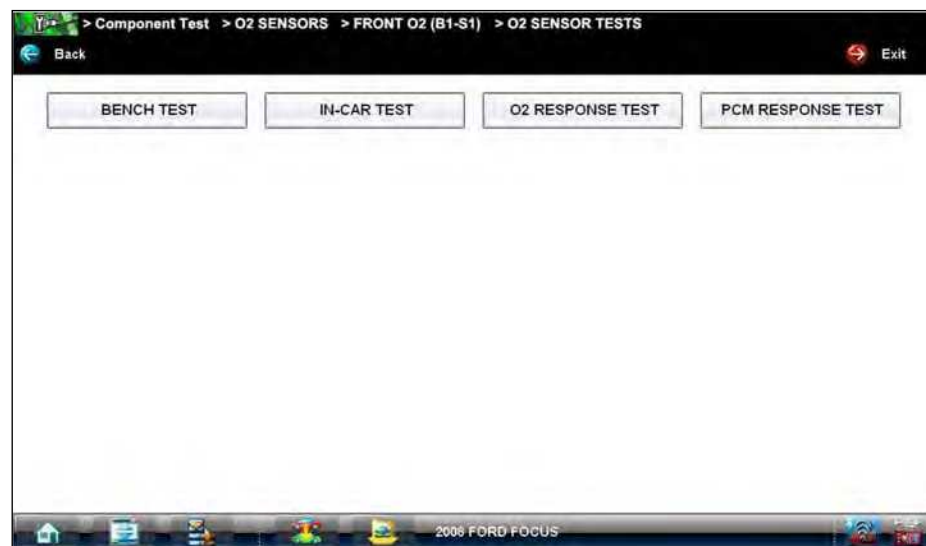 > Component Test > O2 SENSORS > FRONT O2 (B1-S1) > O2 SENSOR TESTS
Back Exit
BENCH TEST IN-CAR TEST O2 RESPONSE TEST PCM RESPONSE TEST
2006 FORD FOCUS